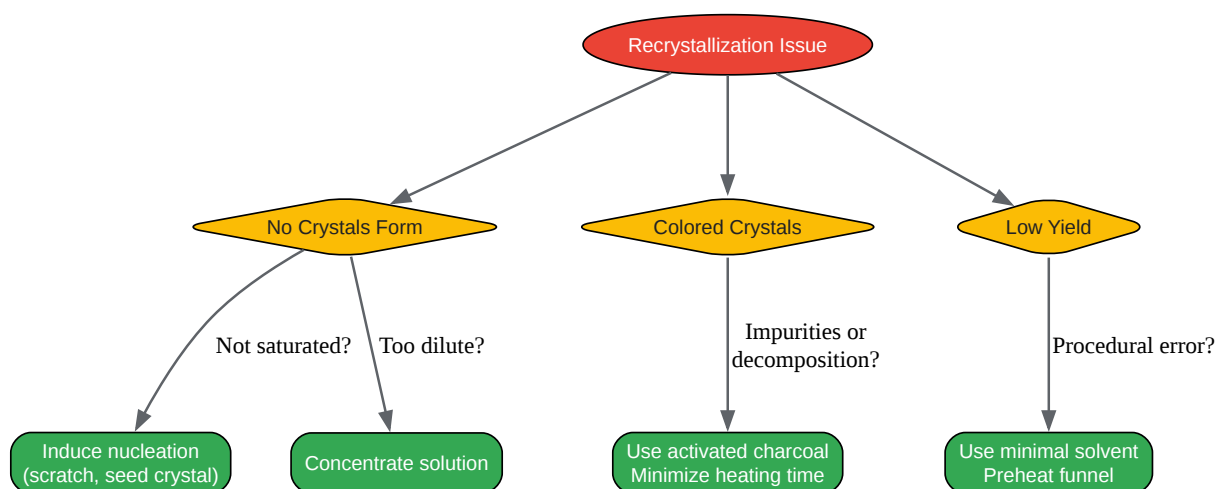 Recrystallization Issue
No Crystals Form
Colored Crystals
Low Yield
Not saturated?
Too dilute?
Impurities or
decomposition?
Procedural error?
Induce nucleation
(scratch, seed crystal)
Concentrate solution
Use activated charcoal
Minimize heating time
Use minimal solvent
Preheat funnel